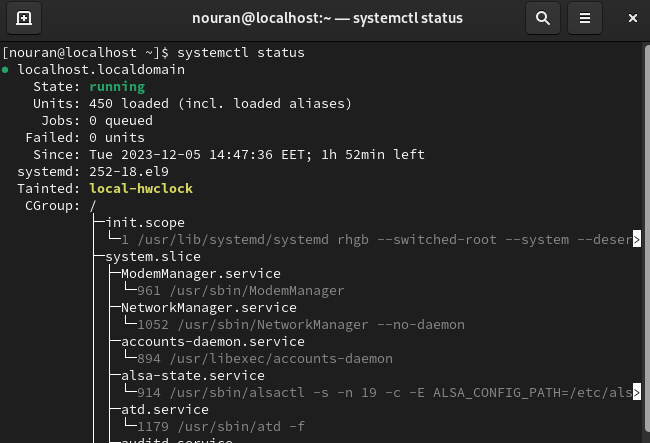 nouran@localhost:~ — systemctl status
[nouran@localhost ~]$ systemctl status
● localhost.localdomain
State: running
Units: 450 loaded (incl. loaded aliases)
Jobs: 0 queued
Failed: 0 units
Since: Tue 2023-12-05 14:47:36 EET; 1h 52min left
systemd: 252-18.el9
Tainted: local-hwclock
CGroup: /
├─init.scope
│ └─1 /usr/lib/systemd/systemd rhgb --switched-root --system --deser>
└─system.slice
├─ModemManager.service
│ └─961 /usr/sbin/ModemManager
├─NetworkManager.service
│ └─1052 /usr/sbin/NetworkManager --no-daemon
├─accounts-daemon.service
│ └─894 /usr/libexec/accounts-daemon
├─alsa-state.service
│ └─914 /usr/sbin/alsactl -s -n 19 -c -E ALSA_CONFIG_PATH=/etc/als>
├─atd.service
│ └─1179 /usr/sbin/atd -f
├─auditd.service